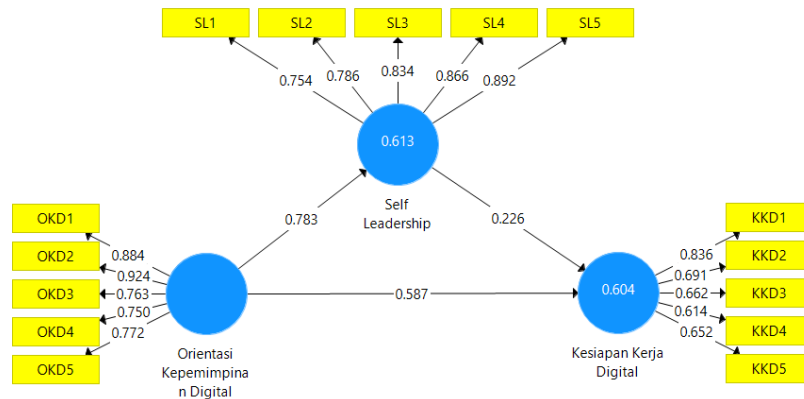 SL1
SL2
SL3
SL4
SL5
0.754
0.786
0.834
0.866
0.892
0.613
Self
Leadership
0.783
0.226
0.587
OKD1
OKD2
OKD3
OKD4
OKD5
0.884
0.924
0.763
0.750
0.772
Orientasi
Kepemimpina
n Digital
0.604
Kesiapan Kerja
Digital
0.836
0.691
0.662
0.614
0.652
KKD1
KKD2
KKD3
KKD4
KKD5